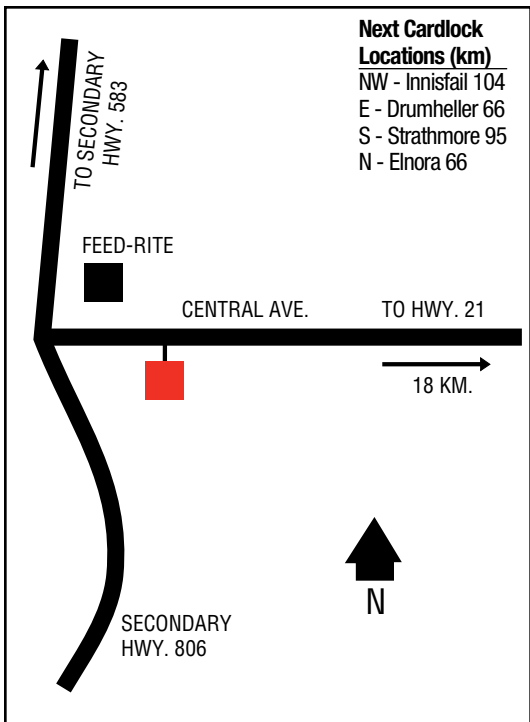 Next Cardlock
Locations (km)
NW - Innisfail 104
E - Drumheller 66
S - Strathmore 95
N - Elnora 66
TO SECONDARY
HWY. 583
FEED-RITE
CENTRAL AVE.
TO HWY. 21
18 KM.
N
SECONDARY
HWY. 806